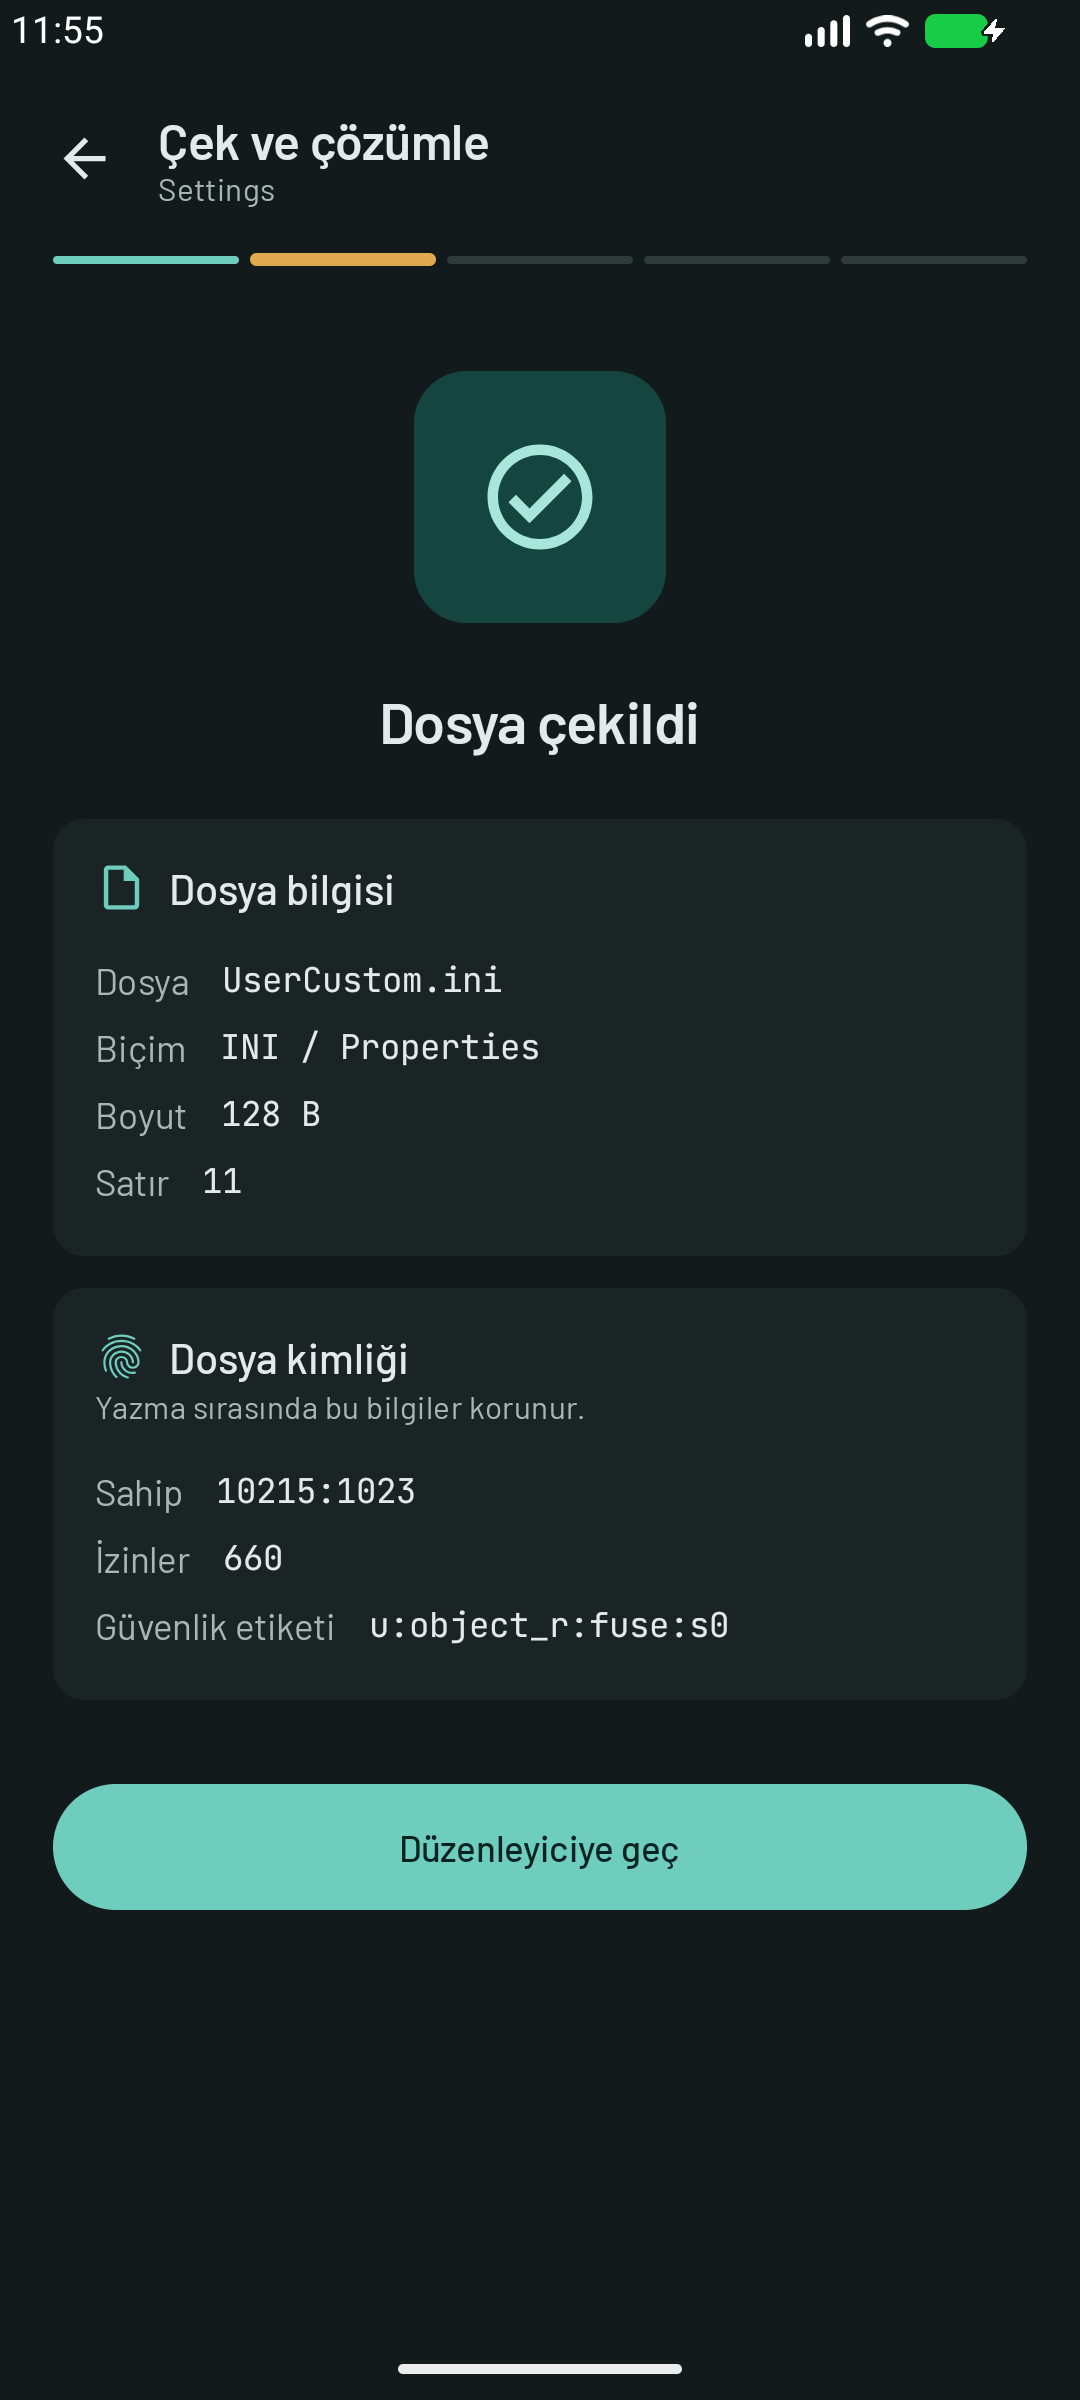 11:55
Çek ve çözümle
Settings
Dosya çekildi
Dosya bilgisi
Dosya UserCustom.ini
Biçim INI / Properties
Boyut 128 B
Satır 11
Dosya kimliği
Yazma sırasında bu bilgiler korunur.
Sahip 10215:1023
İzinler 660
Güvenlik etiketi u:object_r:fuse:s0
Düzenleyiciye geç